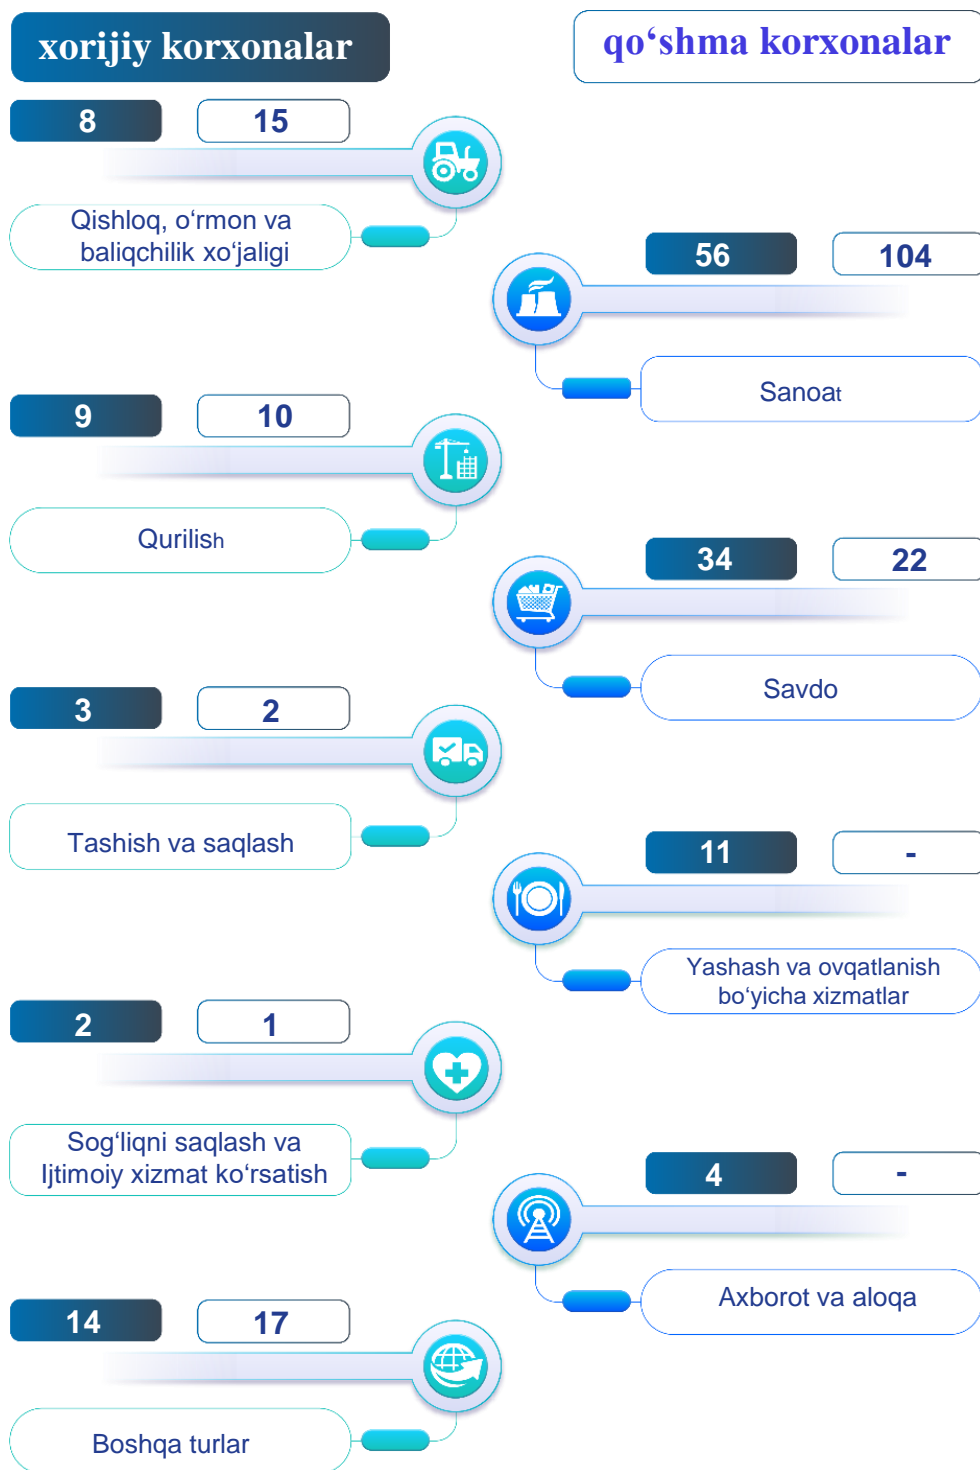 xorijiy korxonalar
qo‘shma korxonalar
8 15
Qishloq, o‘rmon va
baliqchilik xo‘jaligi
56 104
Sanoat
9 10
Qurilish
34 22
Savdo
3 2
Tashish va saqlash
11 -
Yashash va ovqatlanish
bo‘yicha xizmatlar
2 1
Sog‘liqni saqlash va
Ijtimoiy xizmat ko‘rsatish
4 -
Axborot va aloqa
14 17
Boshqa turlar